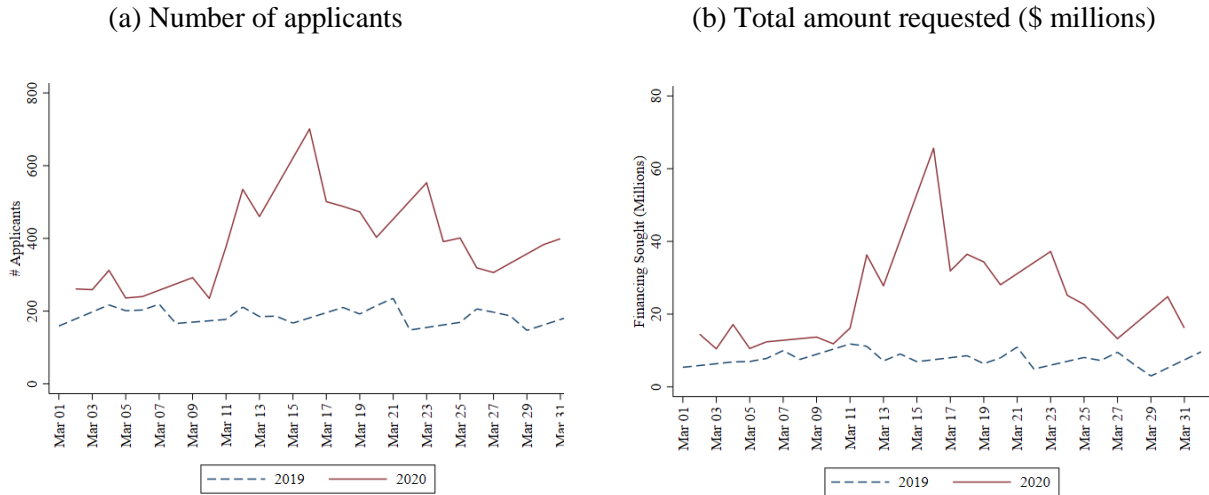 (a) Number of applicants
# Applicants
800
600
400
200
0
Mar 01
Mar 03
Mar 05
Mar 07
Mar 09
Mar 11
Mar 13
Mar 15
Mar 17
Mar 19
Mar 21
Mar 23
Mar 25
Mar 27
Mar 29
Mar 31
2019
2020
(b) Total amount requested ($ millions)
Financing Sought (Millions)
80
60
40
20
0
Mar 01
Mar 03
Mar 05
Mar 07
Mar 09
Mar 11
Mar 13
Mar 15
Mar 17
Mar 19
Mar 21
Mar 23
Mar 25
Mar 27
Mar 29
Mar 31
2019
2020